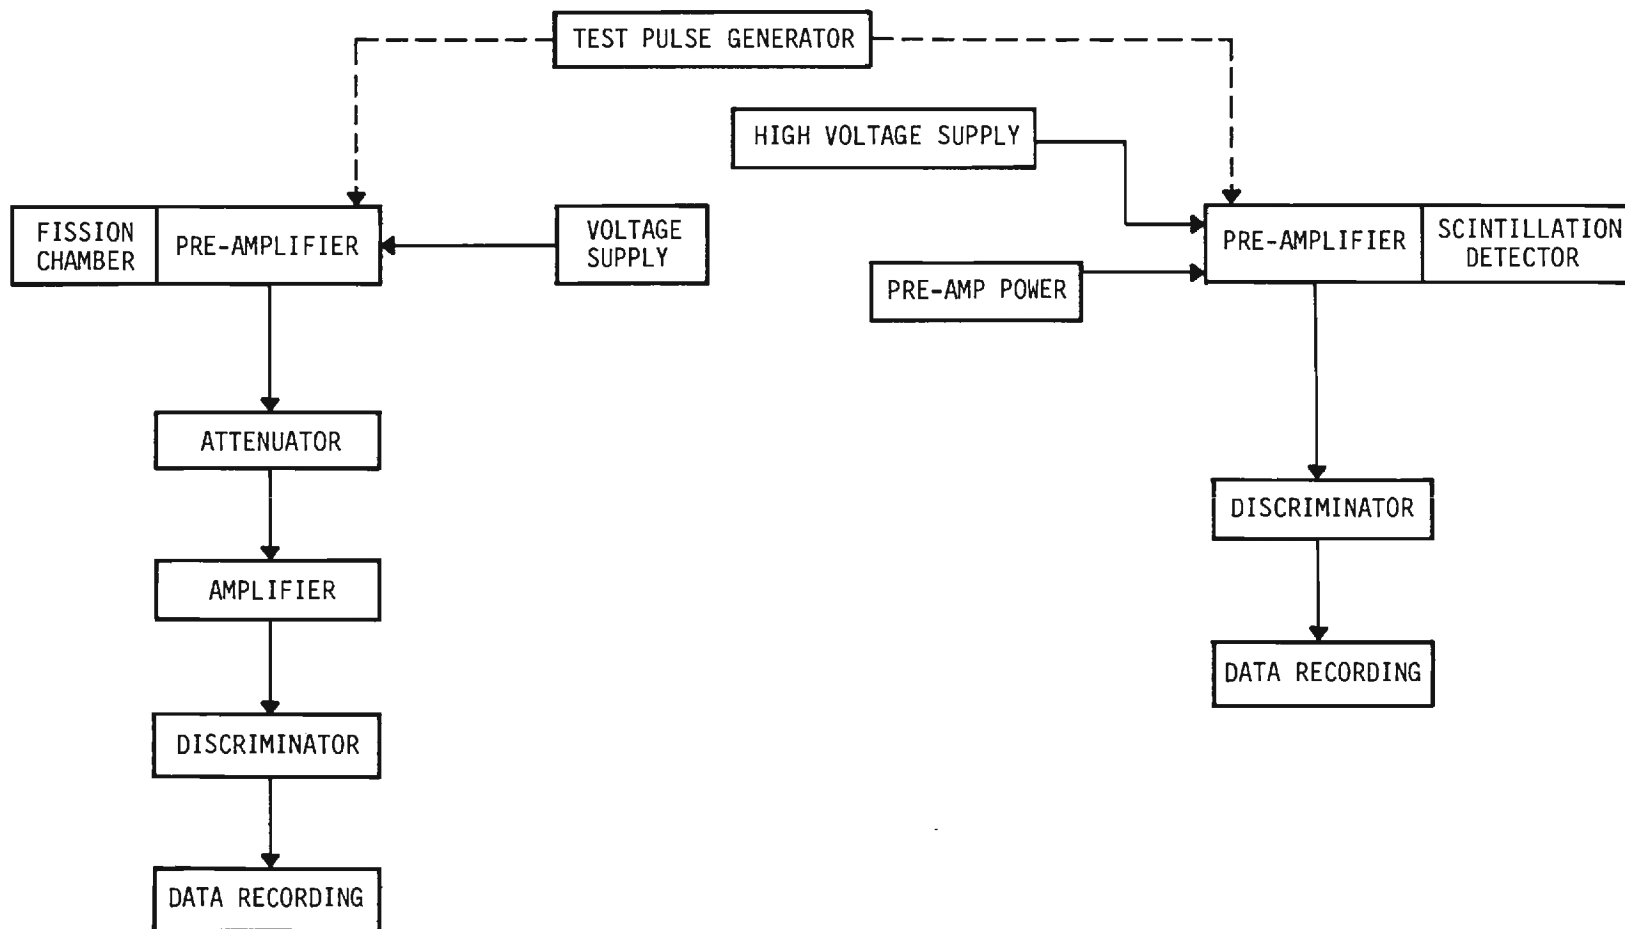 TEST PULSE GENERATOR
HIGH VOLTAGE SUPPLY
FISSION
CHAMBER
PRE-AMPLIFIER
VOLTAGE
SUPPLY
PRE-AMP POWER
PRE-AMPLIFIER
SCINTILLATION
DETECTOR
ATTENUATOR
DISCRIMINATOR
AMPLIFIER
DATA RECORDING
DISCRIMINATOR
DATA RECORDING